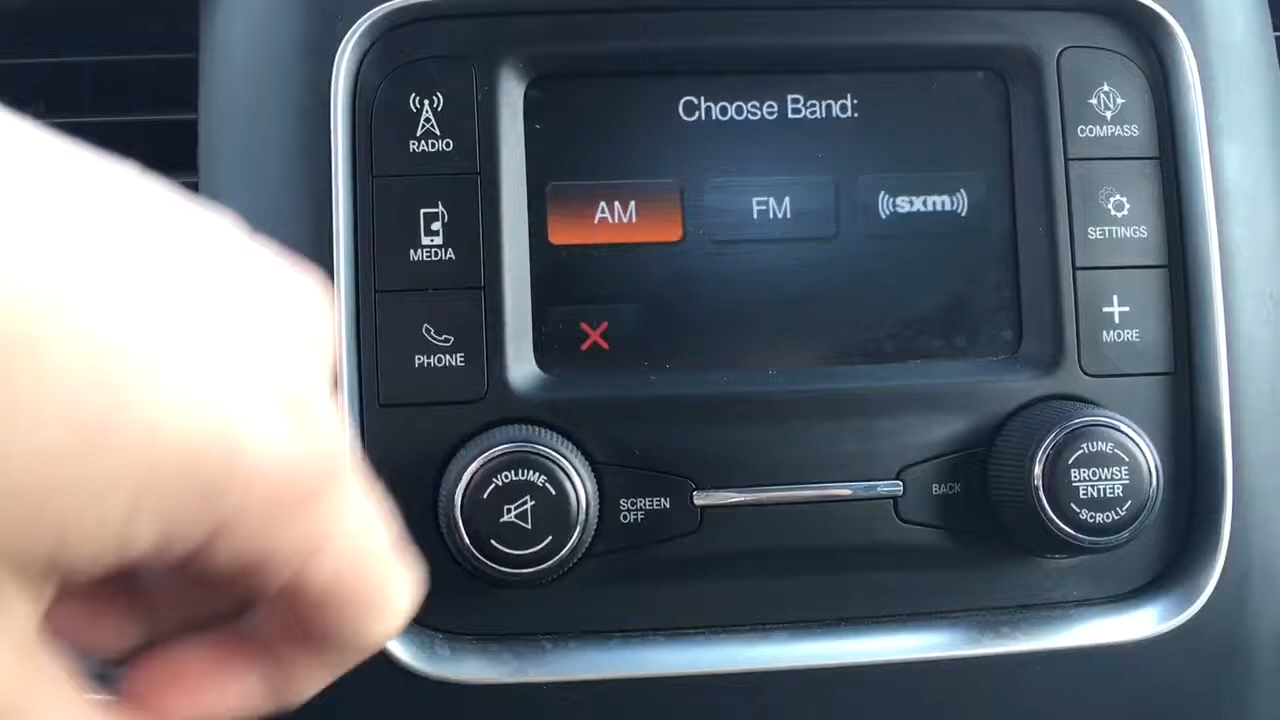 Choose Band:
AM
FM
((sxm))
RADIO
MEDIA
PHONE
N
COMPASS
SETTINGS
MORE
VOLUME
SCREEN
OFF
BACK
TUNE
BROWSE
ENTER
SCROLL